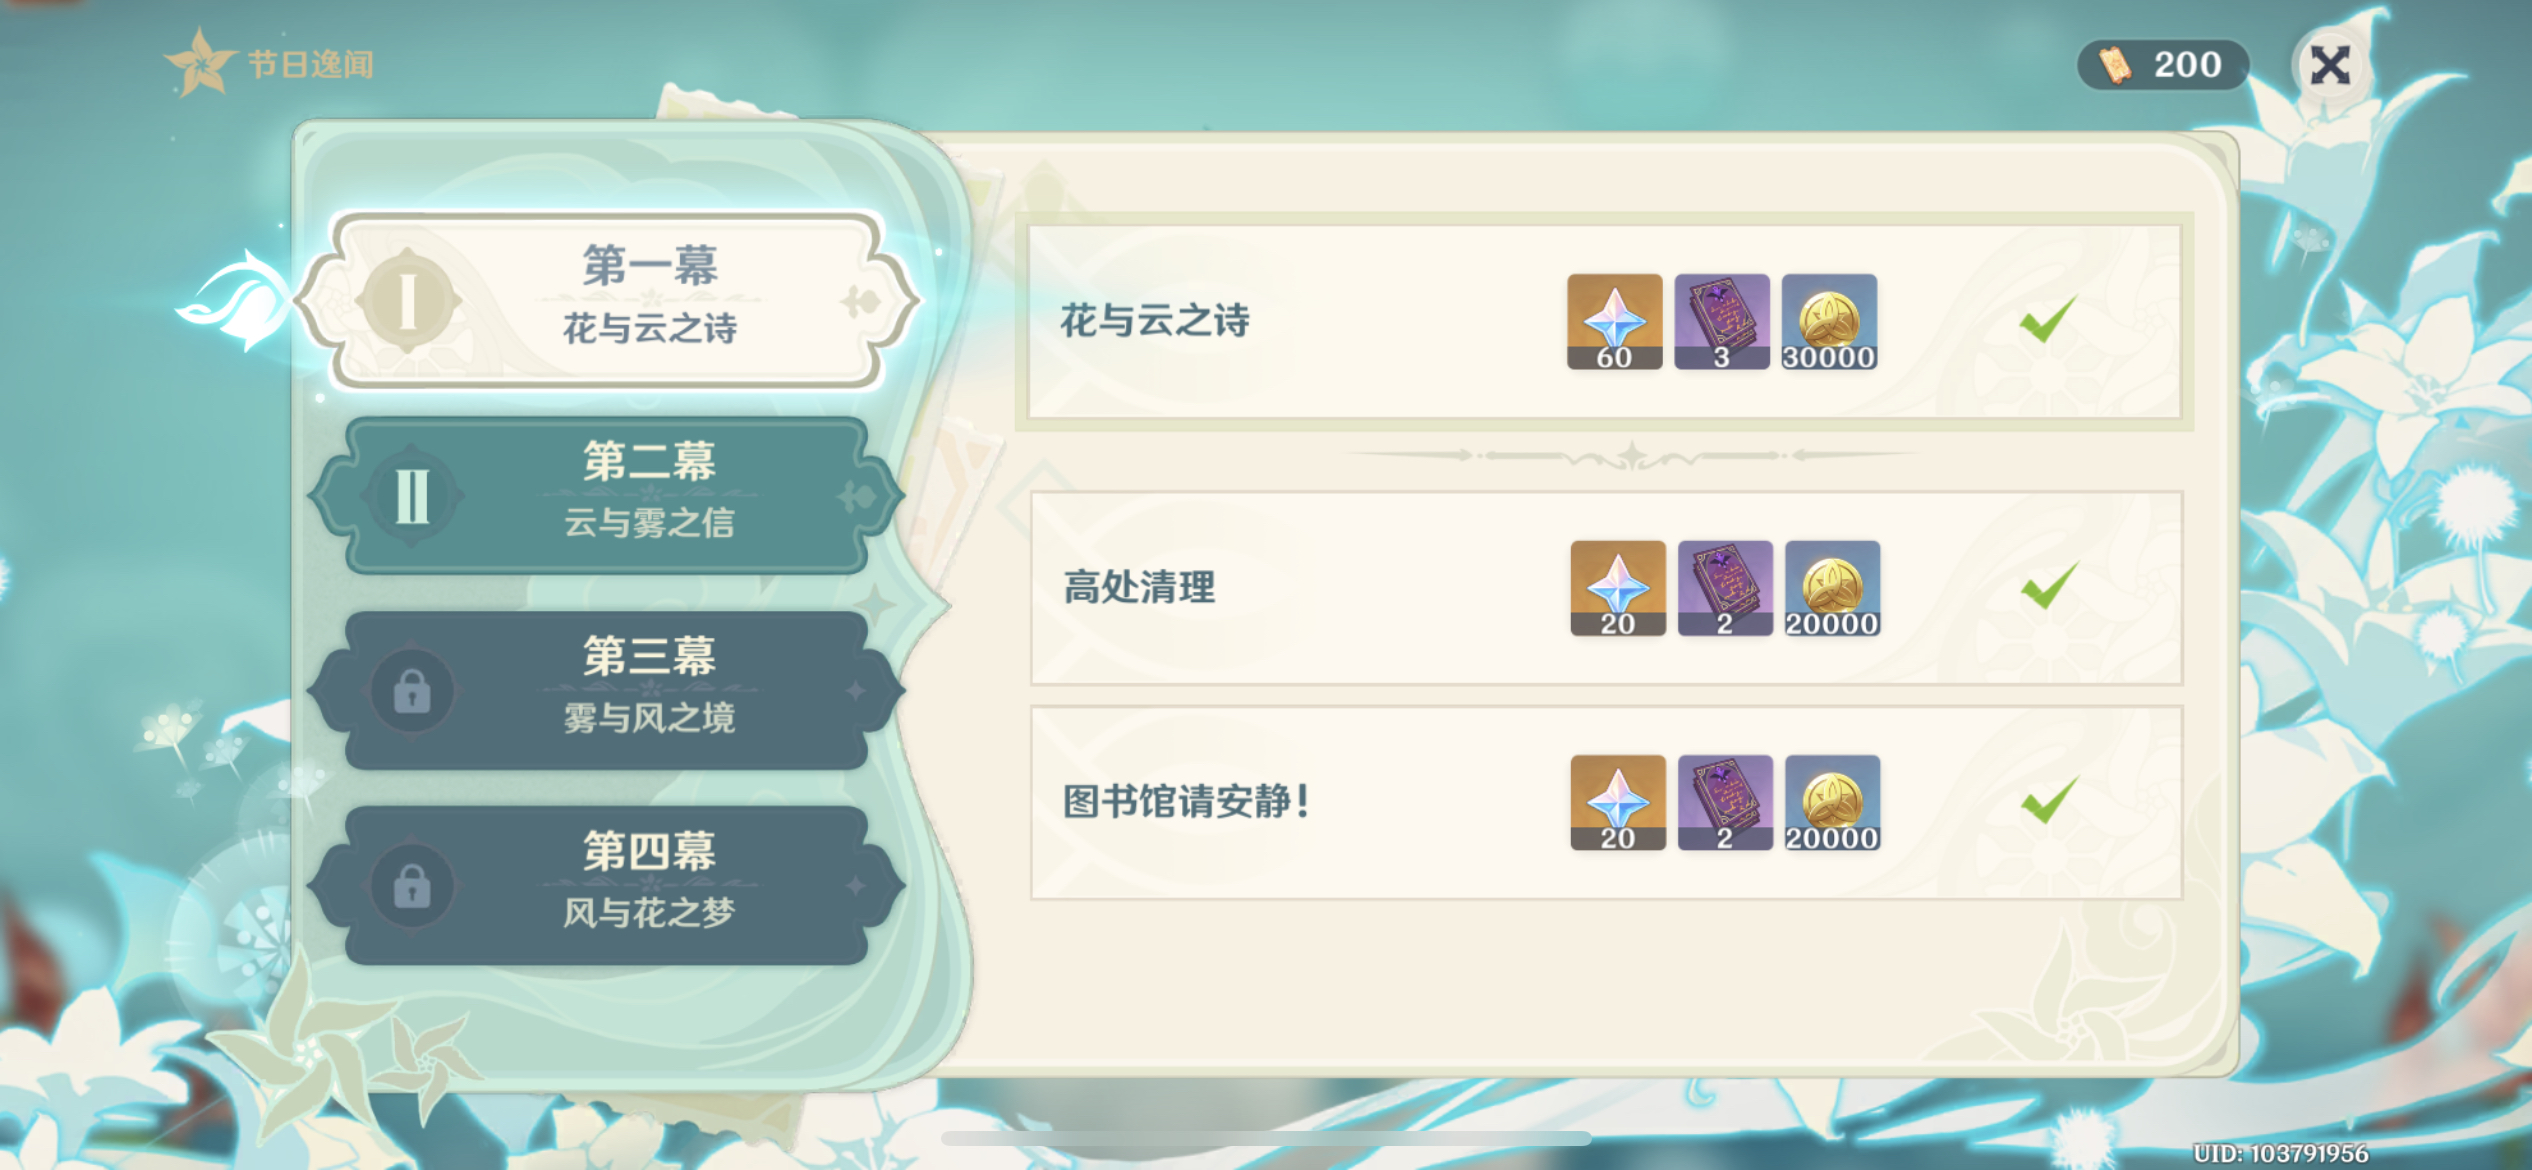 节日逸闻
200
I
第一幕
花与云之诗
II
第二幕
云与雾之信
第三幕
雾与风之境
第四幕
风与花之梦
花与云之诗
60
3
30000
高处清理
20
2
20000
图书馆请安静!
20
2
20000
UID: 103791956